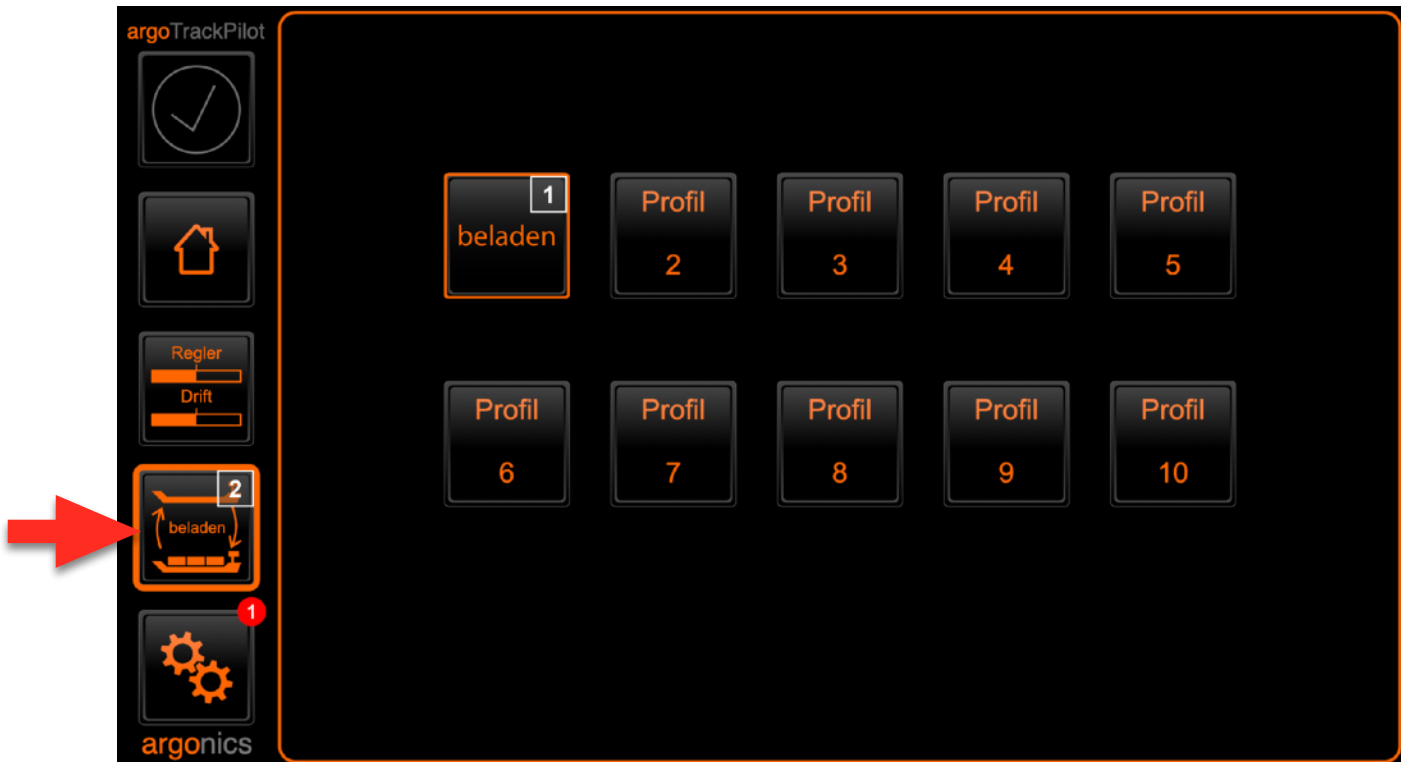 argoTrackPilot
Regler
Drift
2
beladen
1
argonics
1
beladen
Profil
2
Profil
3
Profil
4
Profil
5
Profil
6
Profil
7
Profil
8
Profil
9
Profil
10